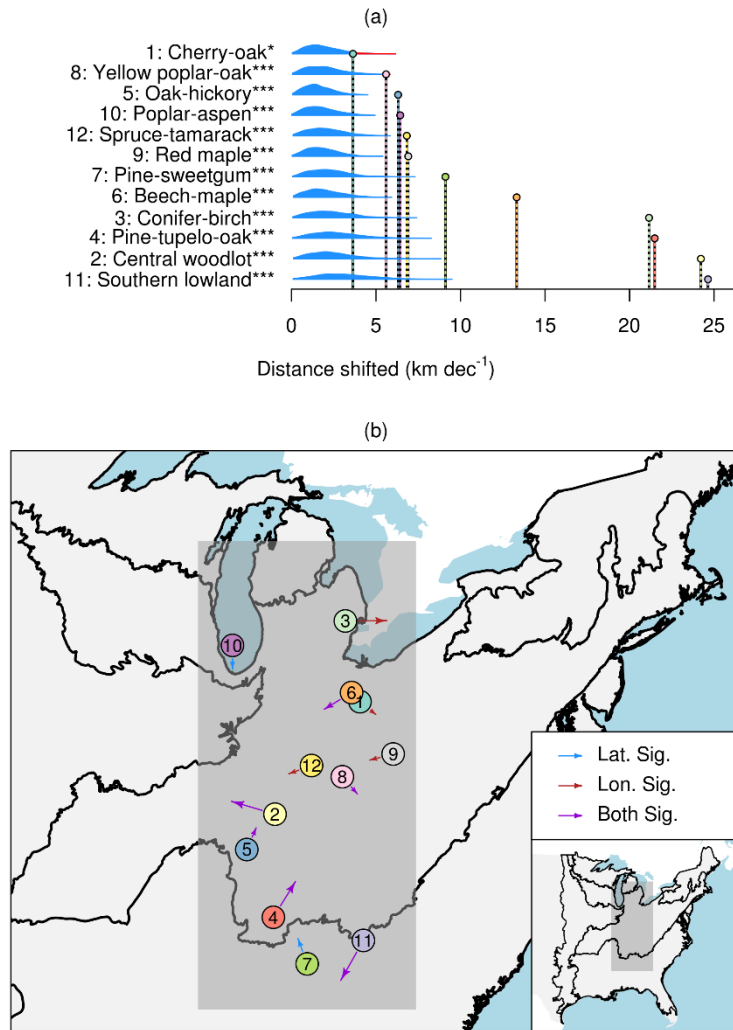 (a)
1: Cherry-oak*
8: Yellow poplar-oak***
5: Oak-hickory***
10: Poplar-aspen***
12: Spruce-tamarack***
9: Red maple***
7: Pine-sweetgum***
6: Beech-maple***
3: Conifer-birch***
4: Pine-tupelo-oak***
2: Central woodlot***
11: Southern lowland***
0 5 10 15 20 25
Distance shifted (km dec⁻¹)
(b)
3
10
6
1
9
12
8
2
5
4
11
7
Lat. Sig.
Lon. Sig.
Both Sig.